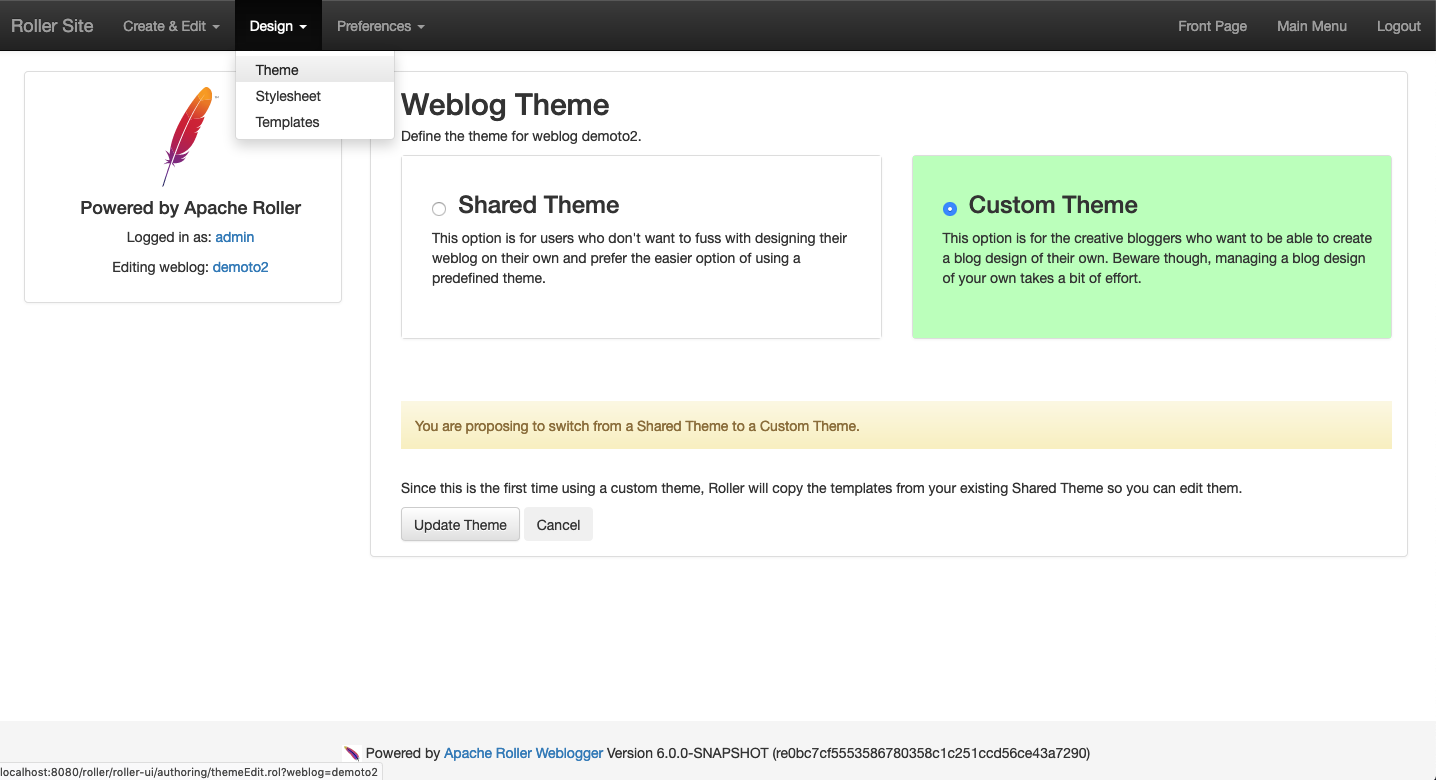 Roller Site Create & Edit Design Preferences Front Page Main Menu Logout
Theme
Stylesheet
Templates
Powered by Apache Roller
Logged in as: admin
Editing weblog: demoto2
Weblog Theme
Define the theme for weblog demoto2.
Shared Theme
This option is for users who don't want to fuss with designing their
weblog on their own and prefer the easier option of using a
predefined theme.
Custom Theme
This option is for the creative bloggers who want to be able to create
a blog design of their own. Beware though, managing a blog design
of your own takes a bit of effort.
You are proposing to switch from a Shared Theme to a Custom Theme.
Since this is the first time using a custom theme, Roller will copy the templates from your existing Shared Theme so you can edit them.
Update Theme Cancel
Powered by Apache Roller Weblogger Version 6.0.0-SNAPSHOT (re0bc7cf5553586780358c1c251ccd56ce43a7290)
localhost:8080/roller/roller-ui/authoring/themeEdit.rol?weblog=demoto2